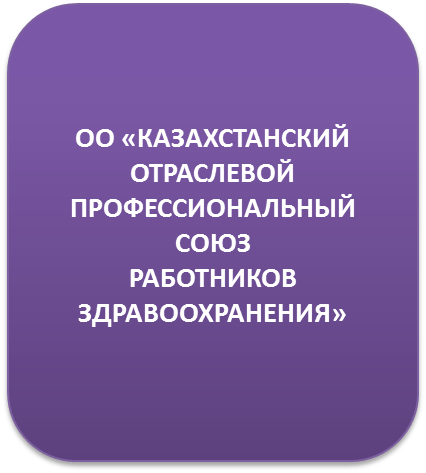 ОО «КАЗАХСТАНСКИЙ
ОТРАСЛЕВОЙ
ПРОФЕССИОНАЛЬНЫЙ
СОЮЗ
РАБОТНИКОВ
ЗДРАВООХРАНЕНИЯ»